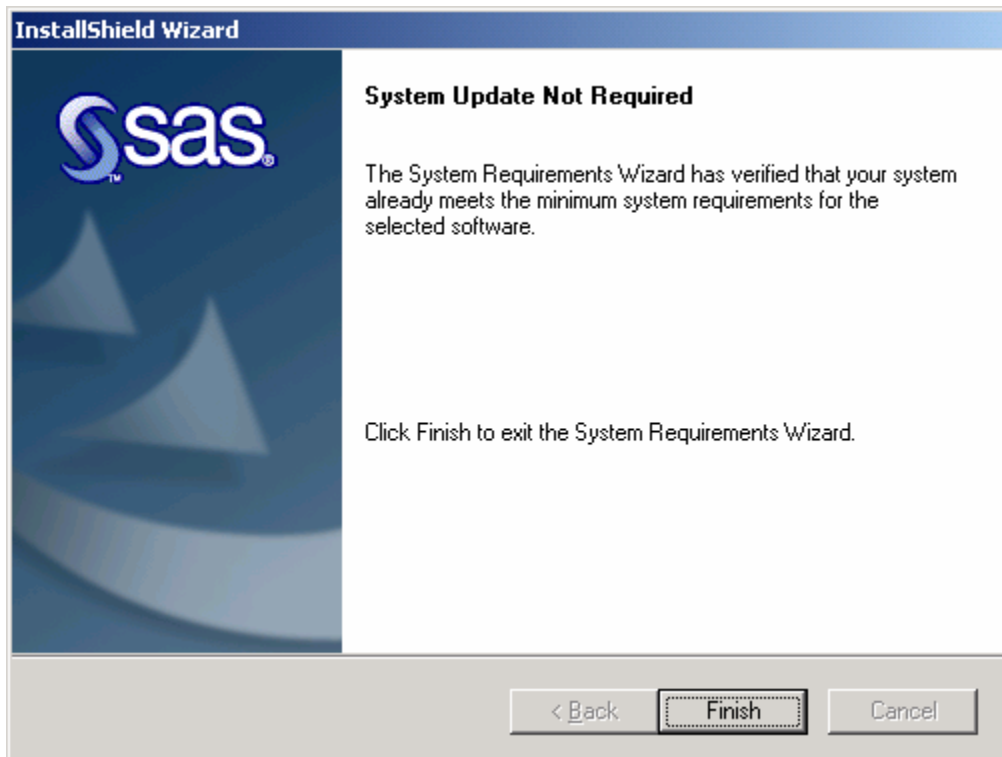 InstallShield Wizard
sas®
TM
System Update Not Required
The System Requirements Wizard has verified that your system
already meets the minimum system requirements for the
selected software.
Click Finish to exit the System Requirements Wizard.
< Back
Finish
Cancel